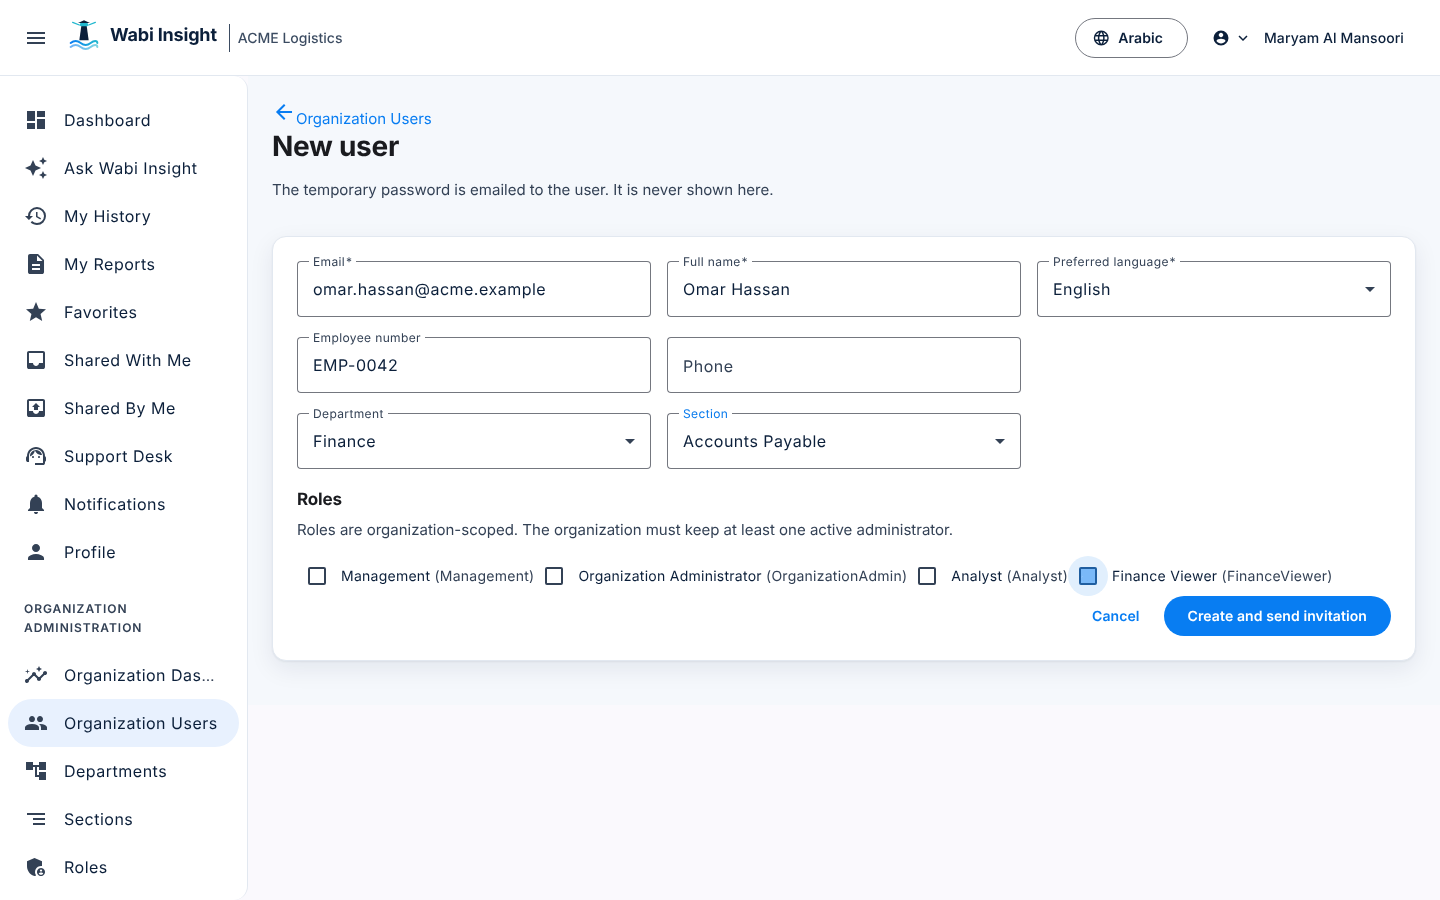 Wabi Insight
ACME Logistics
Arabic
Maryam Al Mansoori
Dashboard
Ask Wabi Insight
My History
My Reports
Favorites
Shared With Me
Shared By Me
Support Desk
Notifications
Profile
ORGANIZATION
ADMINISTRATION
Organization Das...
Organization Users
Departments
Sections
Roles
Organization Users
New user
The temporary password is emailed to the user. It is never shown here.
Email*
omar.hassan@acme.example
Full name*
Omar Hassan
Preferred language*
English
Employee number
EMP-0042
Phone
Department
Finance
Section
Accounts Payable
Roles
Roles are organization-scoped. The organization must keep at least one active administrator.
Management (Management)
Organization Administrator (OrganizationAdmin)
Analyst (Analyst)
Finance Viewer (FinanceViewer)
Cancel
Create and send invitation